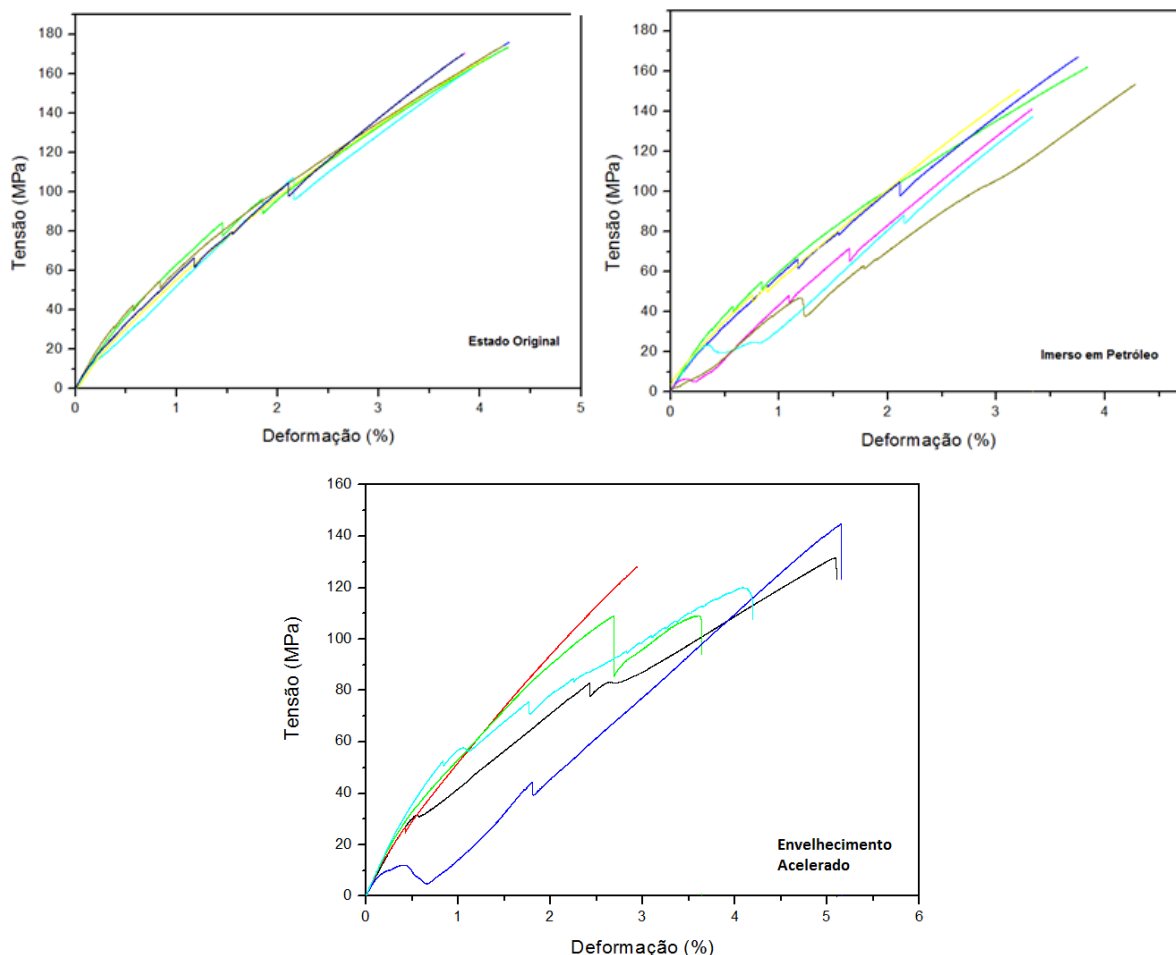 180
160
140
120
100
80
60
40
20
0
Tensão (MPa)
Estado Original
0 1 2 3 4 5
Deformação (%)
180
160
140
120
100
80
60
40
20
0
Tensão (MPa)
Imerso em Petróleo
0 1 2 3 4
Deformação (%)
160
140
120
100
80
60
40
20
0
Tensão (MPa)
Envelhecimento
Acelerado
0 1 2 3 4 5 6
Deformação (%)